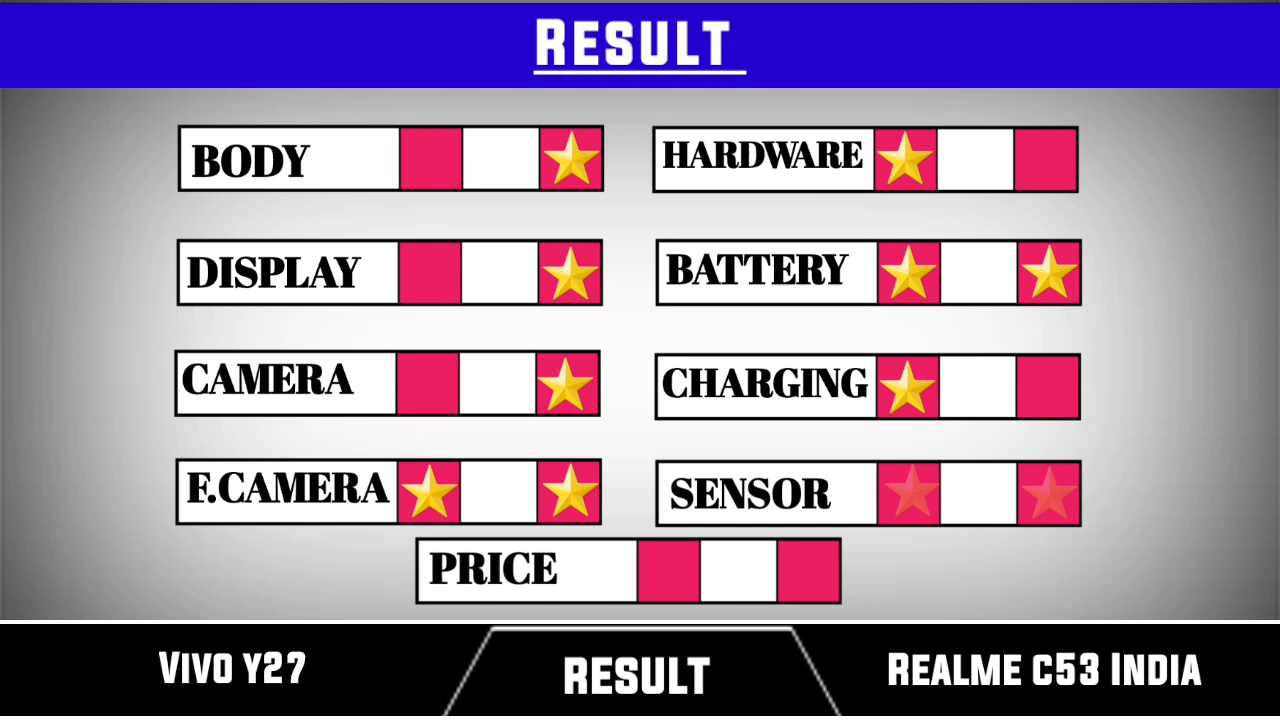 RESULT
BODY
HARDWARE
DISPLAY
BATTERY
CAMERA
CHARGING
F.CAMERA
SENSOR
PRICE
VIVO Y27
RESULT
REALME C53 INDIA